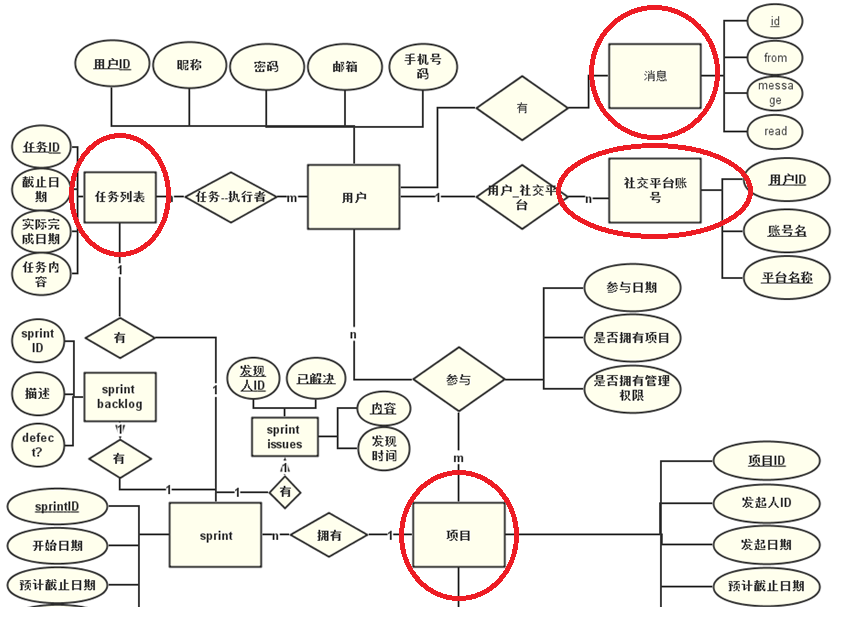 id
用户ID
昵称
密码
邮箱
手机号
码
消息
from
有
messa
ge
read
任务ID
截止日
期
任务列表
任务--执行者
m
用户
1
用户_社交平
台
n
社交平台账
号
用户ID
账号名
平台名称
实际完
成日期
任务内
容
1
参与日期
是否拥有项目
是否拥有管理
权限
n
参与
有
sprint
ID
描述
defec
t?
sprint
backlog
1
有
1
1
发现
人ID
已解决
sprint
issues
内容
发现
时间
1
有
1
m
sprintID
开始日期
预计截止日期
sprint
n
拥有
1
项目
项目ID
发起人ID
发起日期
预计截止日期